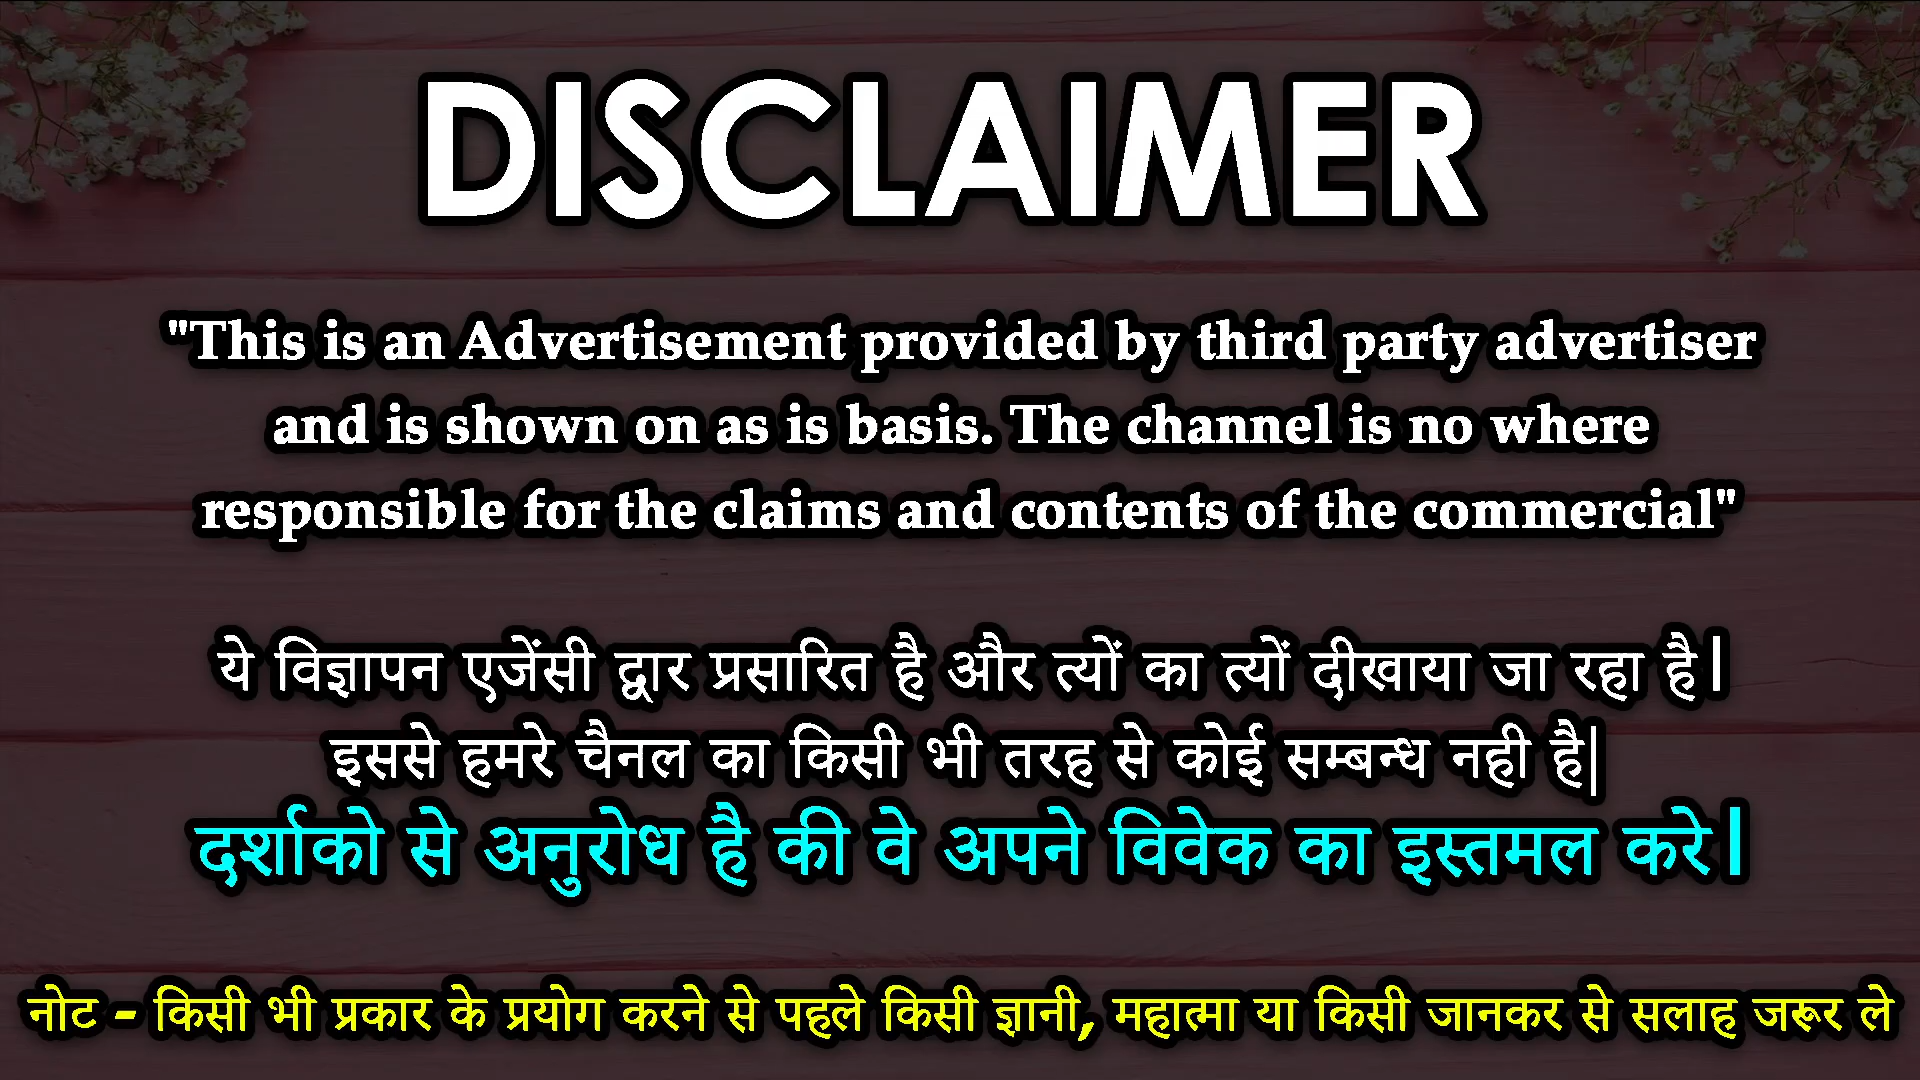 DISCLAIMER
"This is an Advertisement provided by third party advertiser
and is shown on as is basis. The channel is no where
responsible for the claims and contents of the commercial"
ये विज्ञापन एजेंसी द्वार प्रसारित है और त्यों का त्यों दीखाया जा रहा है।
इससे हमरे चैनल का किसी भी तरह से कोई सम्बन्ध नही है|
दर्शाको से अनुरोध है की वे अपने विवेक का इस्तमल करे।
नोट - किसी भी प्रकार के प्रयोग करने से पहले किसी ज्ञानी, महात्मा या किसी जानकर से सलाह जरूर ले